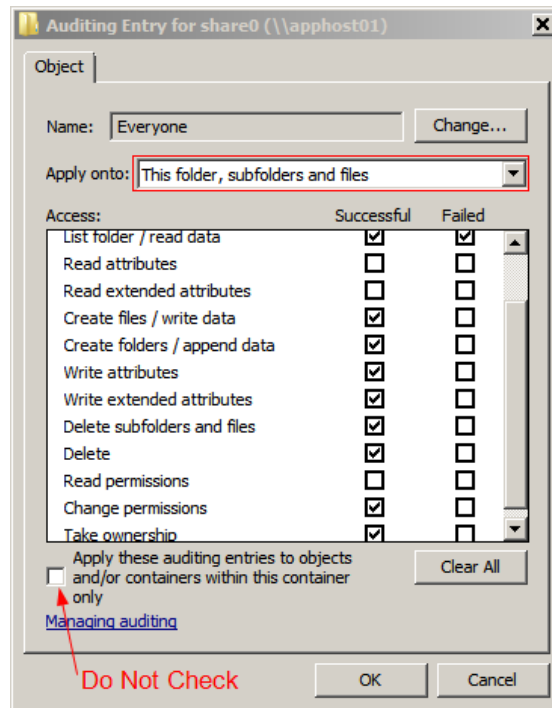 Auditing Entry for share0 (\\apphost01)
Object
Name: Everyone Change...
Apply onto: This folder, subfolders and files
Access: Successful Failed
List folder / read data
Read attributes
Read extended attributes
Create files / write data
Create folders / append data
Write attributes
Write extended attributes
Delete subfolders and files
Delete
Read permissions
Change permissions
Take ownership
Apply these auditing entries to objects
and/or containers within this container
only
Clear All
Managing auditing
Do Not Check
OK Cancel